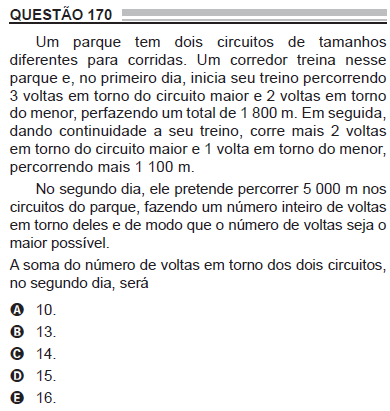 QUESTÃO 170
Um parque tem dois circuitos de tamanhos
diferentes para corridas. Um corredor treina nesse
parque e, no primeiro dia, inicia seu treino percorrendo
3 voltas em torno do circuito maior e 2 voltas em torno
do menor, perfazendo um total de 1 800 m. Em seguida,
dando continuidade a seu treino, corre mais 2 voltas
em torno do circuito maior e 1 volta em torno do menor,
percorrendo mais 1 100 m.
No segundo dia, ele pretende percorrer 5 000 m nos
circuitos do parque, fazendo um número inteiro de voltas
em torno deles e de modo que o número de voltas seja o
maior possível.
A soma do número de voltas em torno dos dois circuitos,
no segundo dia, será
A 10.
B 13.
C 14.
D 15.
E 16.